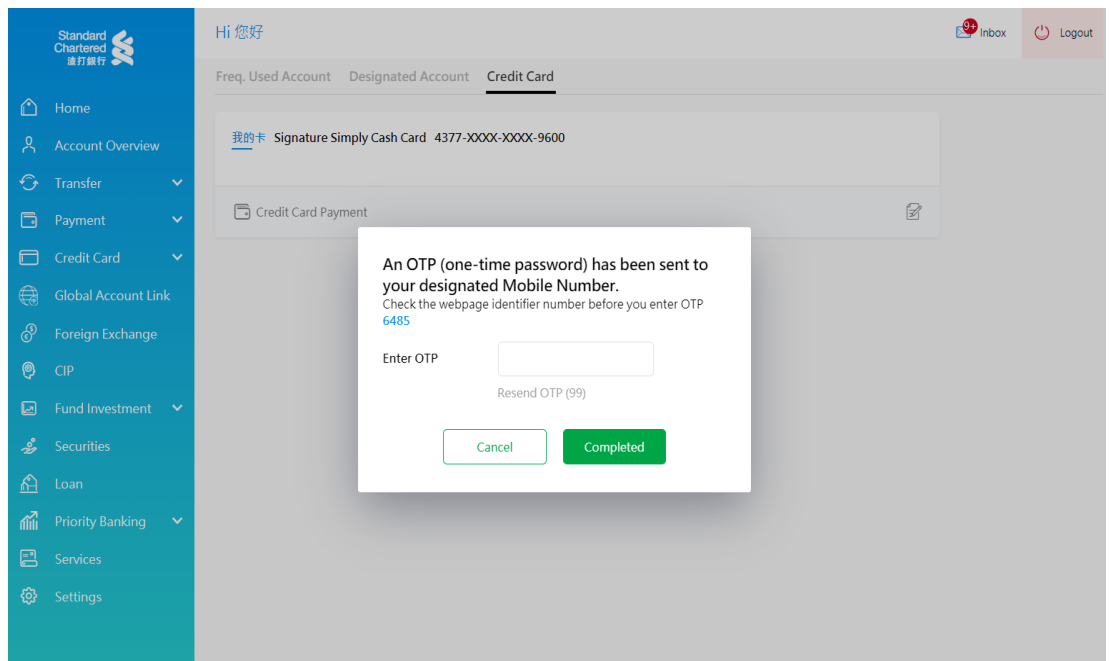 Standard
Chartered
渣打銀行
Hi 您好
9+
Inbox
Logout
Freq. Used Account Designated Account Credit Card
Home
Account Overview
Transfer
Payment
Credit Card
Global Account Link
Foreign Exchange
CIP
Fund Investment
Securities
Loan
Priority Banking
Services
Settings
我的卡 Signature Simply Cash Card 4377-XXXX-XXXX-9600
Credit Card Payment
An OTP (one-time password) has been sent to
your designated Mobile Number.
Check the webpage identifier number before you enter OTP
6485
Enter OTP
Resend OTP (99)
Cancel Completed